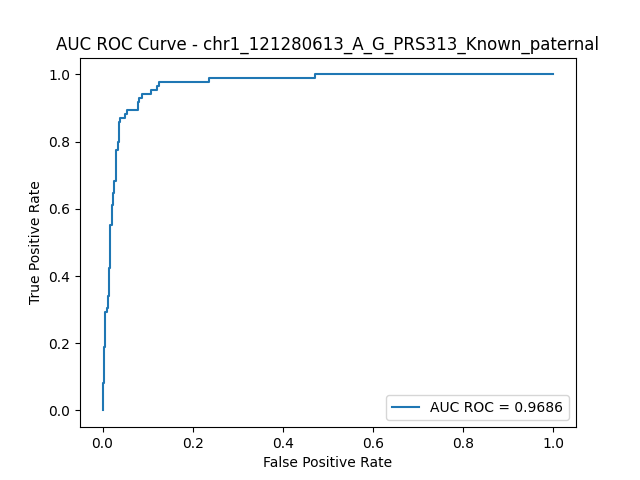 AUC ROC Curve - chr1_121280613_A_G_PRS313_Known_paternal
1.0
0.8
0.6
0.4
0.2
0.0
True Positive Rate
0.0 0.2 0.4 0.6 0.8 1.0
False Positive Rate
AUC ROC = 0.9686